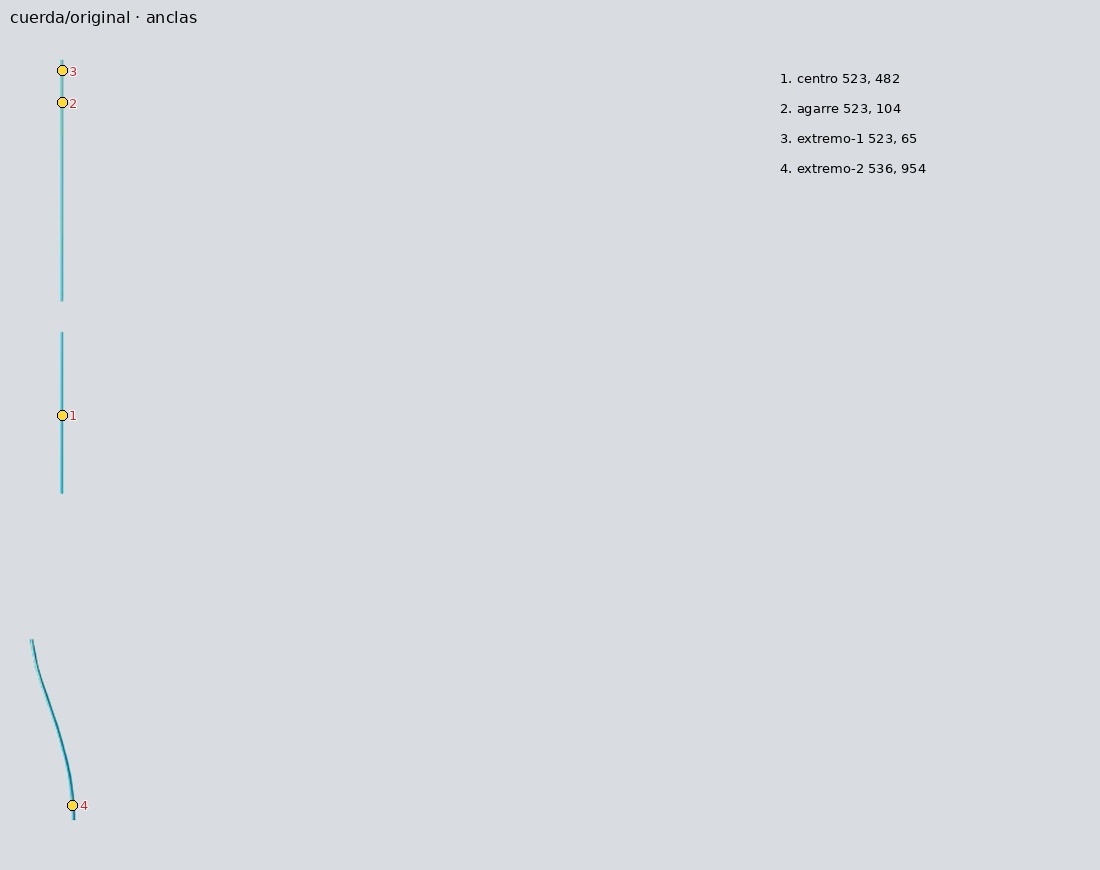 cuerda/original · anclas
3
2
1
4
1. centro 523, 482
2. agarre 523, 104
3. extremo-1 523, 65
4. extremo-2 536, 954